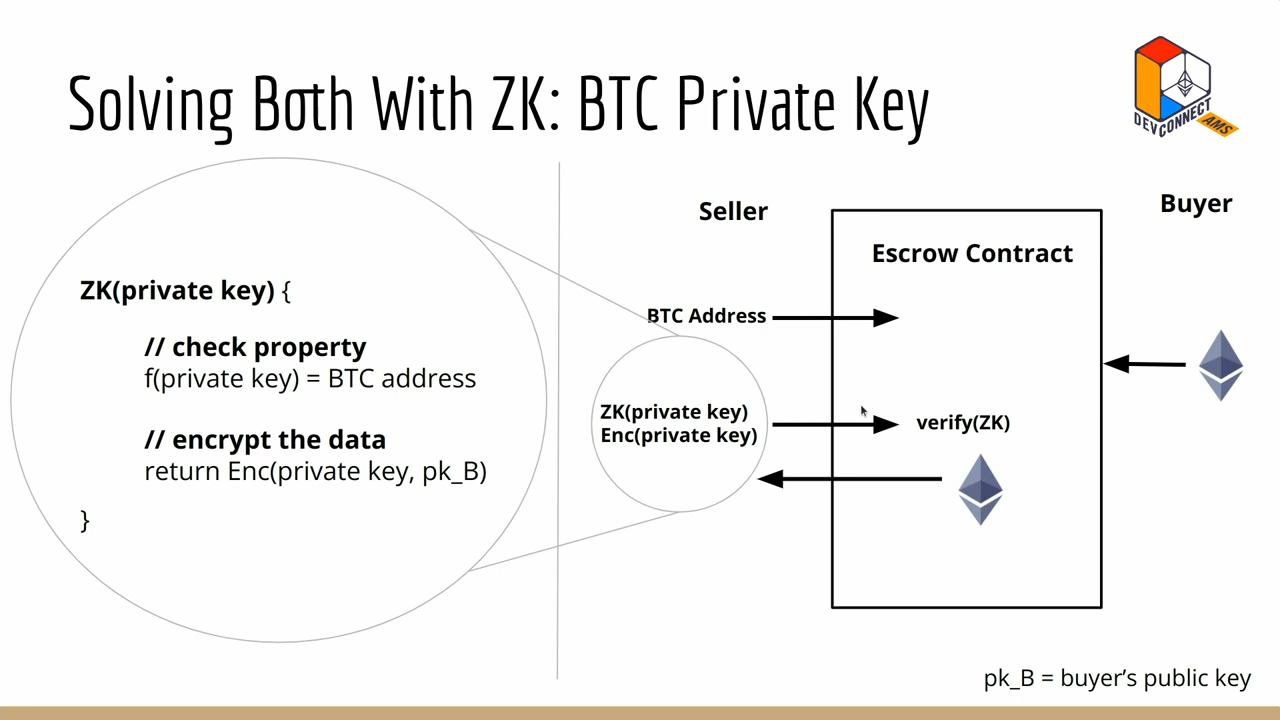 Solving Both With ZK: BTC Private Key
DEVCONNECT
AMS
ZK(private key) {
// check property
f(private key) = BTC address
// encrypt the data
return Enc(private key, pk_B)
}
Seller
Buyer
Escrow Contract
BTC Address
ZK(private key)
Enc(private key)
verify(ZK)
pk_B = buyer’s public key